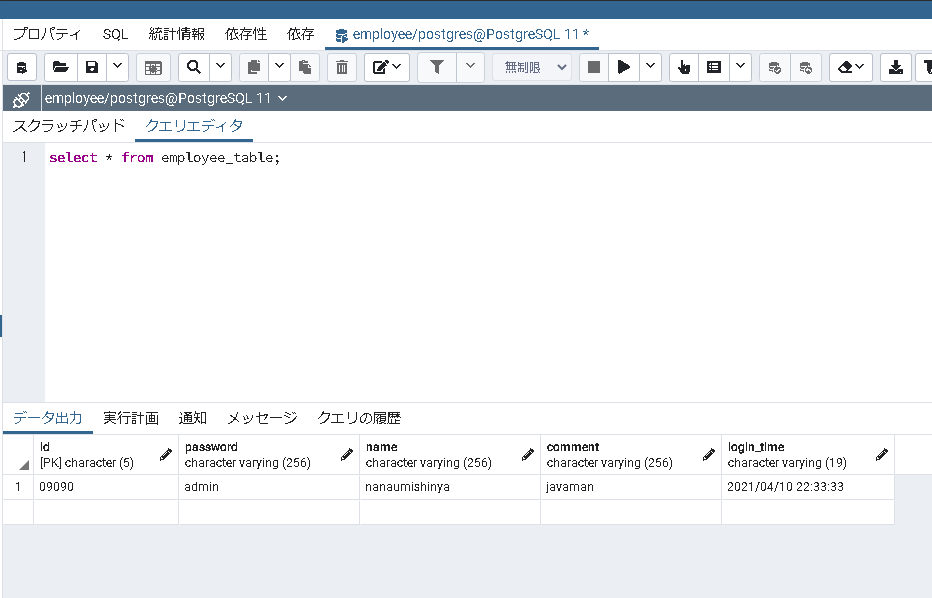 プロパティ SQL 統計情報 依存性 依存 employee/postgres@PostgreSQL 11 *
無制限
employee/postgres@PostgreSQL 11
スクラッチパッド クエリエディタ
1 select * from employee_table;
データ出力 実行計画 通知 メッセージ クエリの履歴
id password name comment login_time
[PK] character (5) character varying (256) character varying (256) character varying (256) character varying (19)
1 09090 admin nanaumishinya javaman 2021/04/10 22:33:33